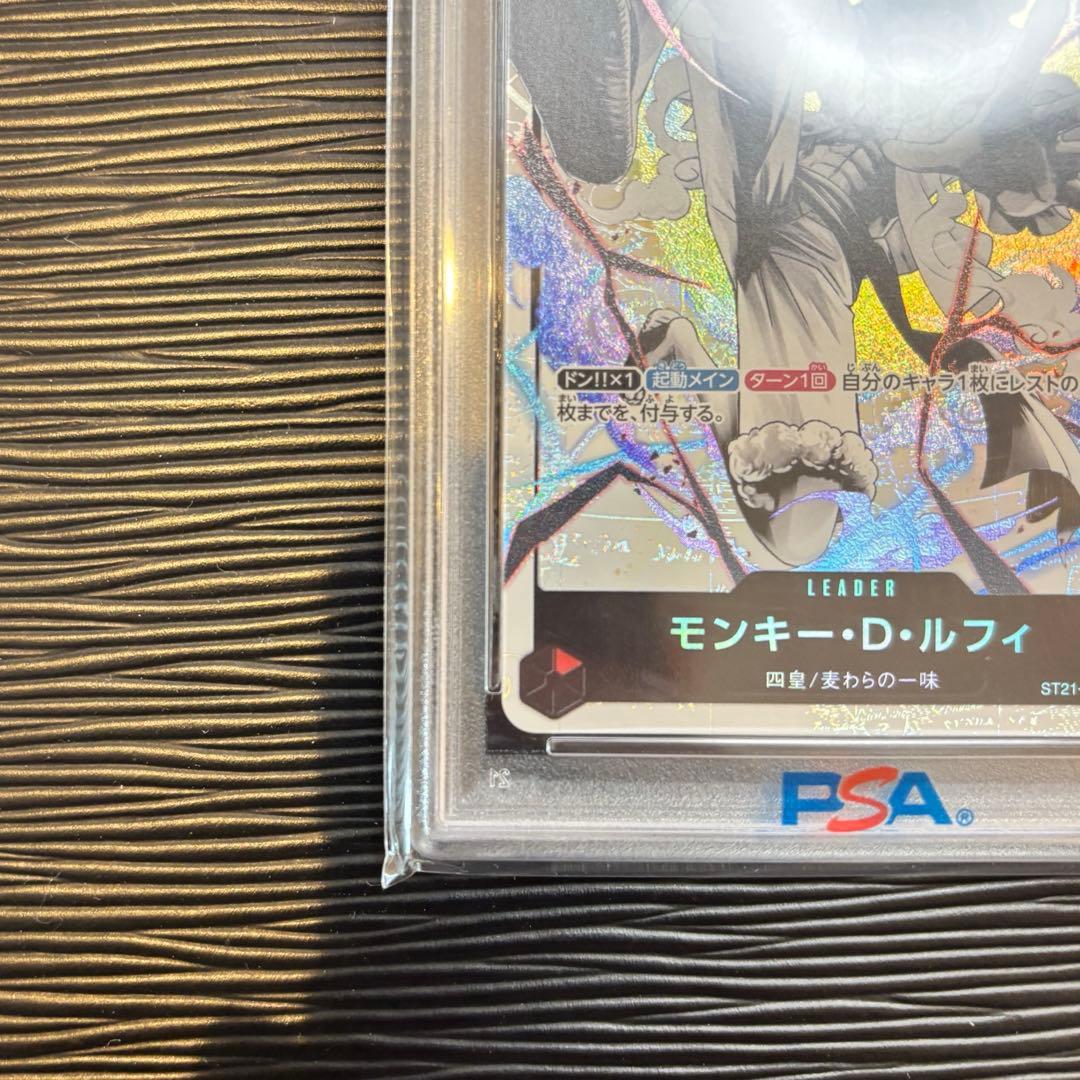 ドン!!×1 起動メイン ターン1回 自分のキャラ1枚にレストの
枚までを、付与する。
LEADER
モンキー・D・ルフィ
四皇/麦わらの一味
ST21-
PSA®
21